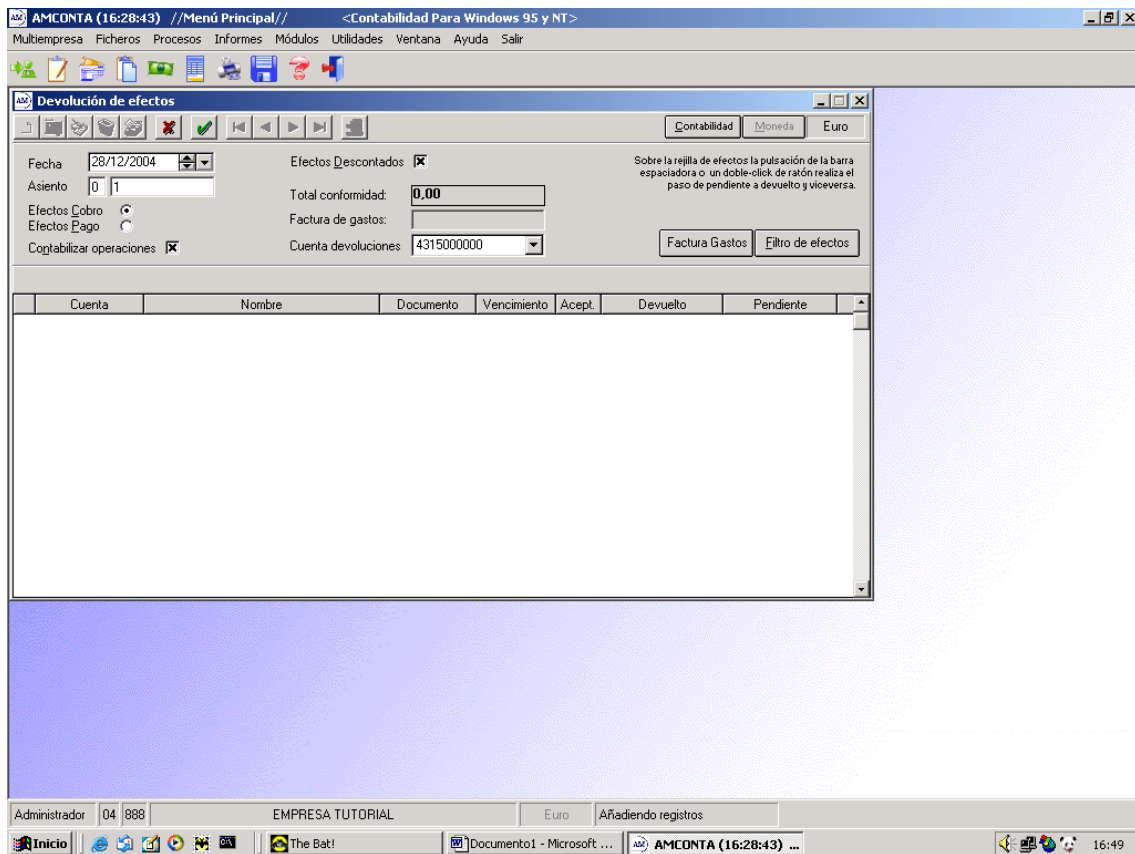 AMCONTA (16:28:43) //Menú Principal// <Contabilidad Para Windows 95 y NT>
Multiempresa Ficheros Procesos Informes Módulos Utilidades Ventana Ayuda Salir
Devolución de efectos
Contabilidad Moneda Euro
Fecha 28/12/2004 Efectos Descontados
Sobre la rejilla de efectos la pulsación de la barra
espaciadora o un doble-click de ratón realiza el
paso de pendiente a devuelto y viceversa.
Asiento 0 1
Total conformidad: 0,00
Efectos Cobro
Factura de gastos:
Efectos Pago
Contabilizar operaciones
Cuenta devoluciones 4315000000
Factura Gastos Filtro de efectos
Cuenta Nombre Documento Vencimiento Acept. Devuelto Pendiente
Administrador 04 888 EMPRESA TUTORIAL Euro Añadiendo registros
Inicio The Bat! Documento1 - Microsoft ... AMCONTA (16:28:43) ... 16:49